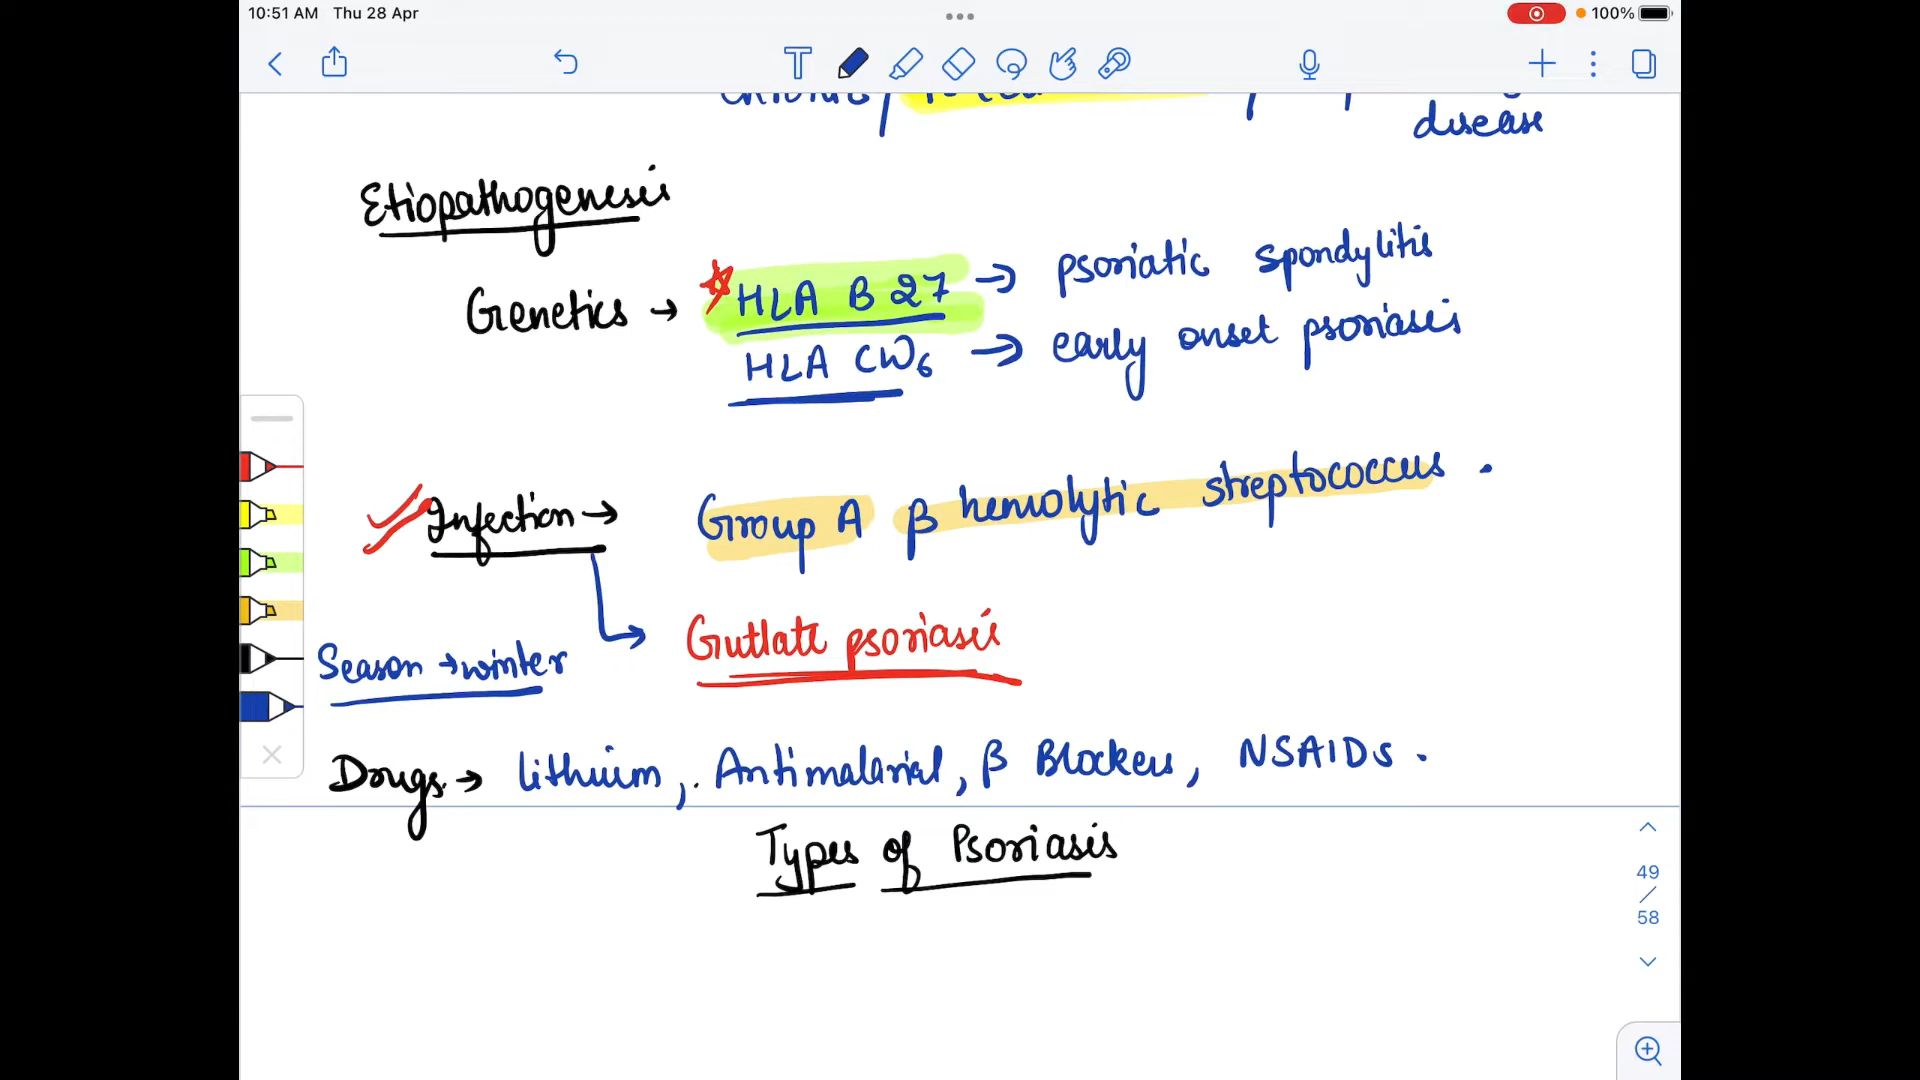 10:51 AM Thu 28 Apr
100%
disease
Etiopathogenesis
Genetics → HLA B 27 → psoriatic spondylitis
HLA CW6 → early onset psoriasis
Infection → Group A β hemolytic streptococcus .
Guttate psoriasis
Season → winter
Drugs → lithium, Antimalarial, β Blockers, NSAIDs .
Types of Psoriasis
49
/
58